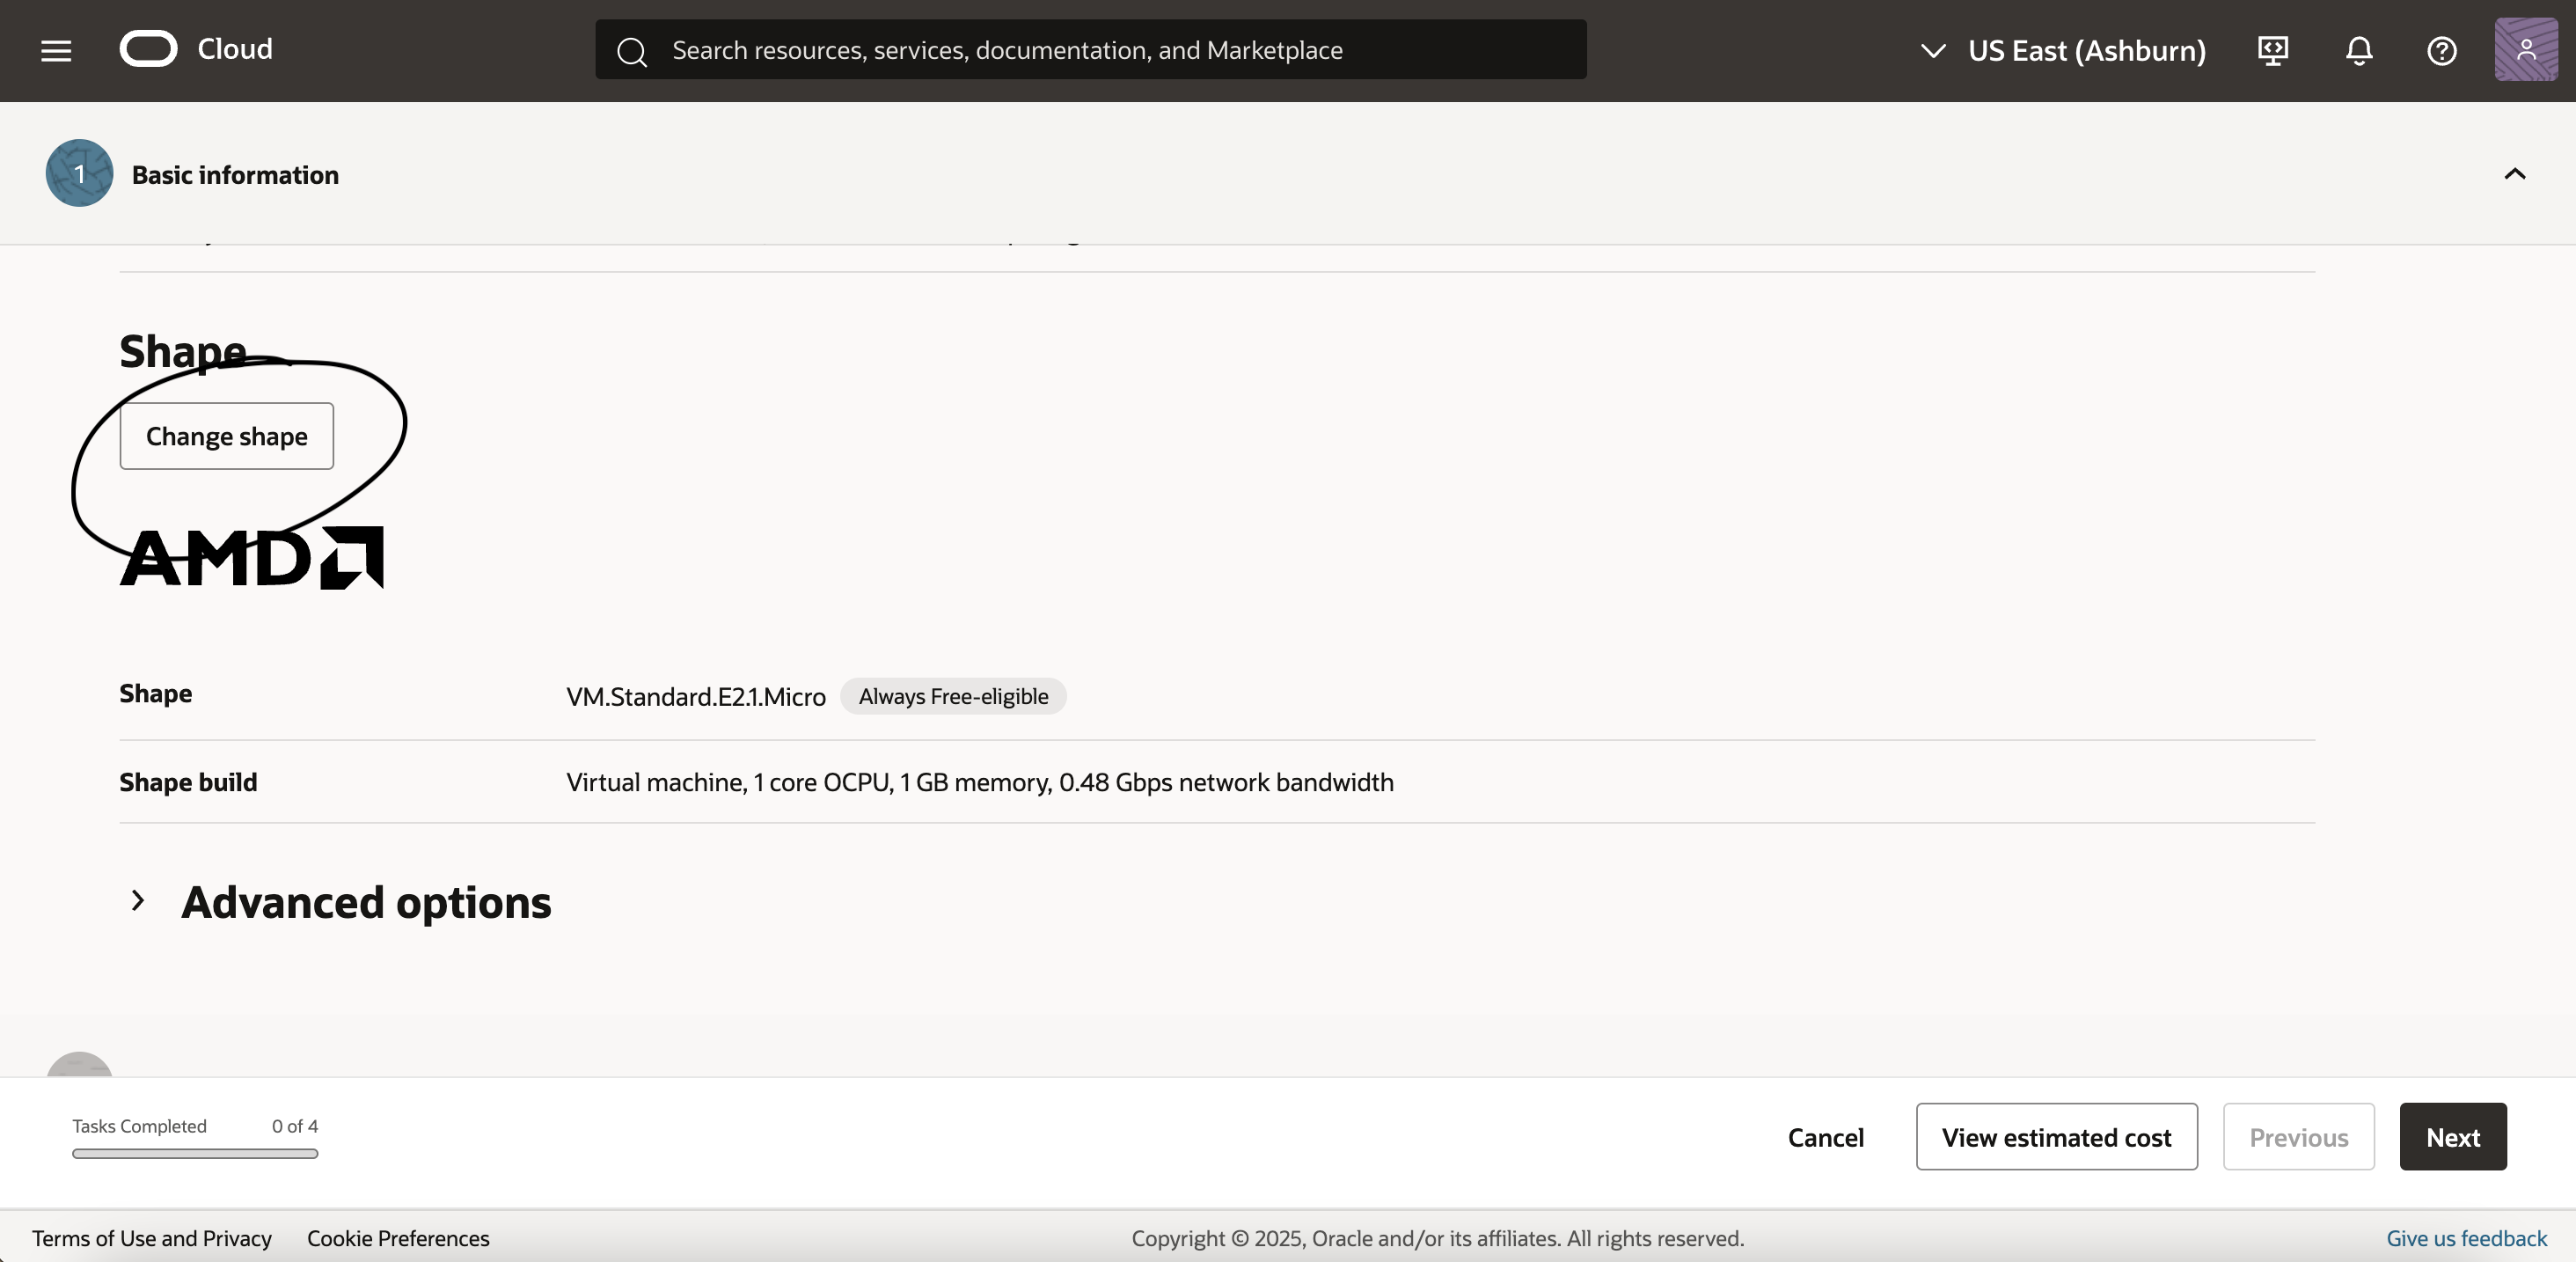 Cloud
Search resources, services, documentation, and Marketplace
US East (Ashburn)
1
Basic information
Shape
Change shape
AMD
Shape
VM.Standard.E2.1.Micro
Always Free-eligible
Shape build
Virtual machine, 1 core OCPU, 1 GB memory, 0.48 Gbps network bandwidth
Advanced options
Tasks Completed
0 of 4
Cancel
View estimated cost
Previous
Next
Terms of Use and Privacy
Cookie Preferences
Copyright © 2025, Oracle and/or its affiliates. All rights reserved.
Give us feedback